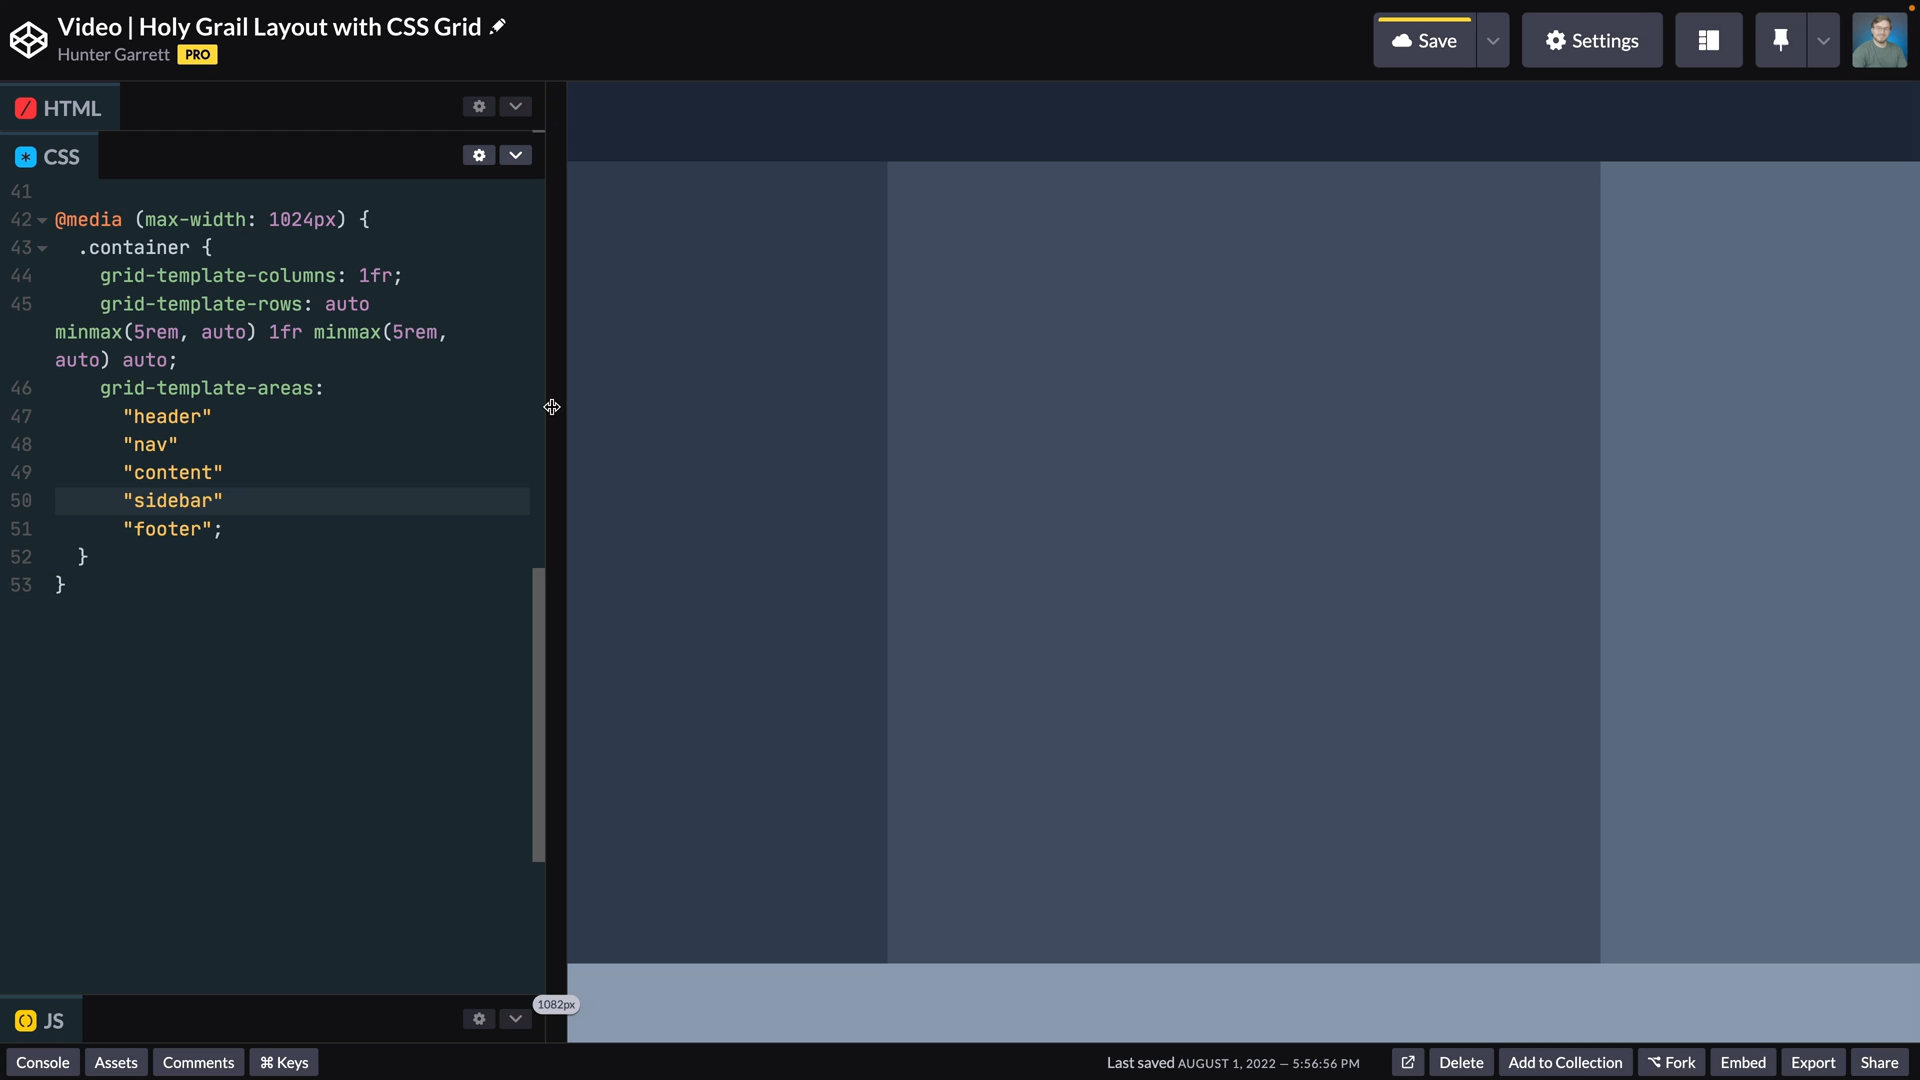 Video | Holy Grail Layout with CSS Grid
Hunter Garrett PRO
Save
Settings
HTML
CSS
41
42 @media (max-width: 1024px) {
43 .container {
44 grid-template-columns: 1fr;
45 grid-template-rows: auto
minmax(5rem, auto) 1fr minmax(5rem,
auto) auto;
46 grid-template-areas:
47 "header"
48 "nav"
49 "content"
50 "sidebar"
51 "footer";
52 }
53 }
1082px
JS
Console Assets Comments ⌘ Keys
Last saved AUGUST 1, 2022 — 5:56:56 PM
Delete Add to Collection ⌥ Fork Embed Export Share